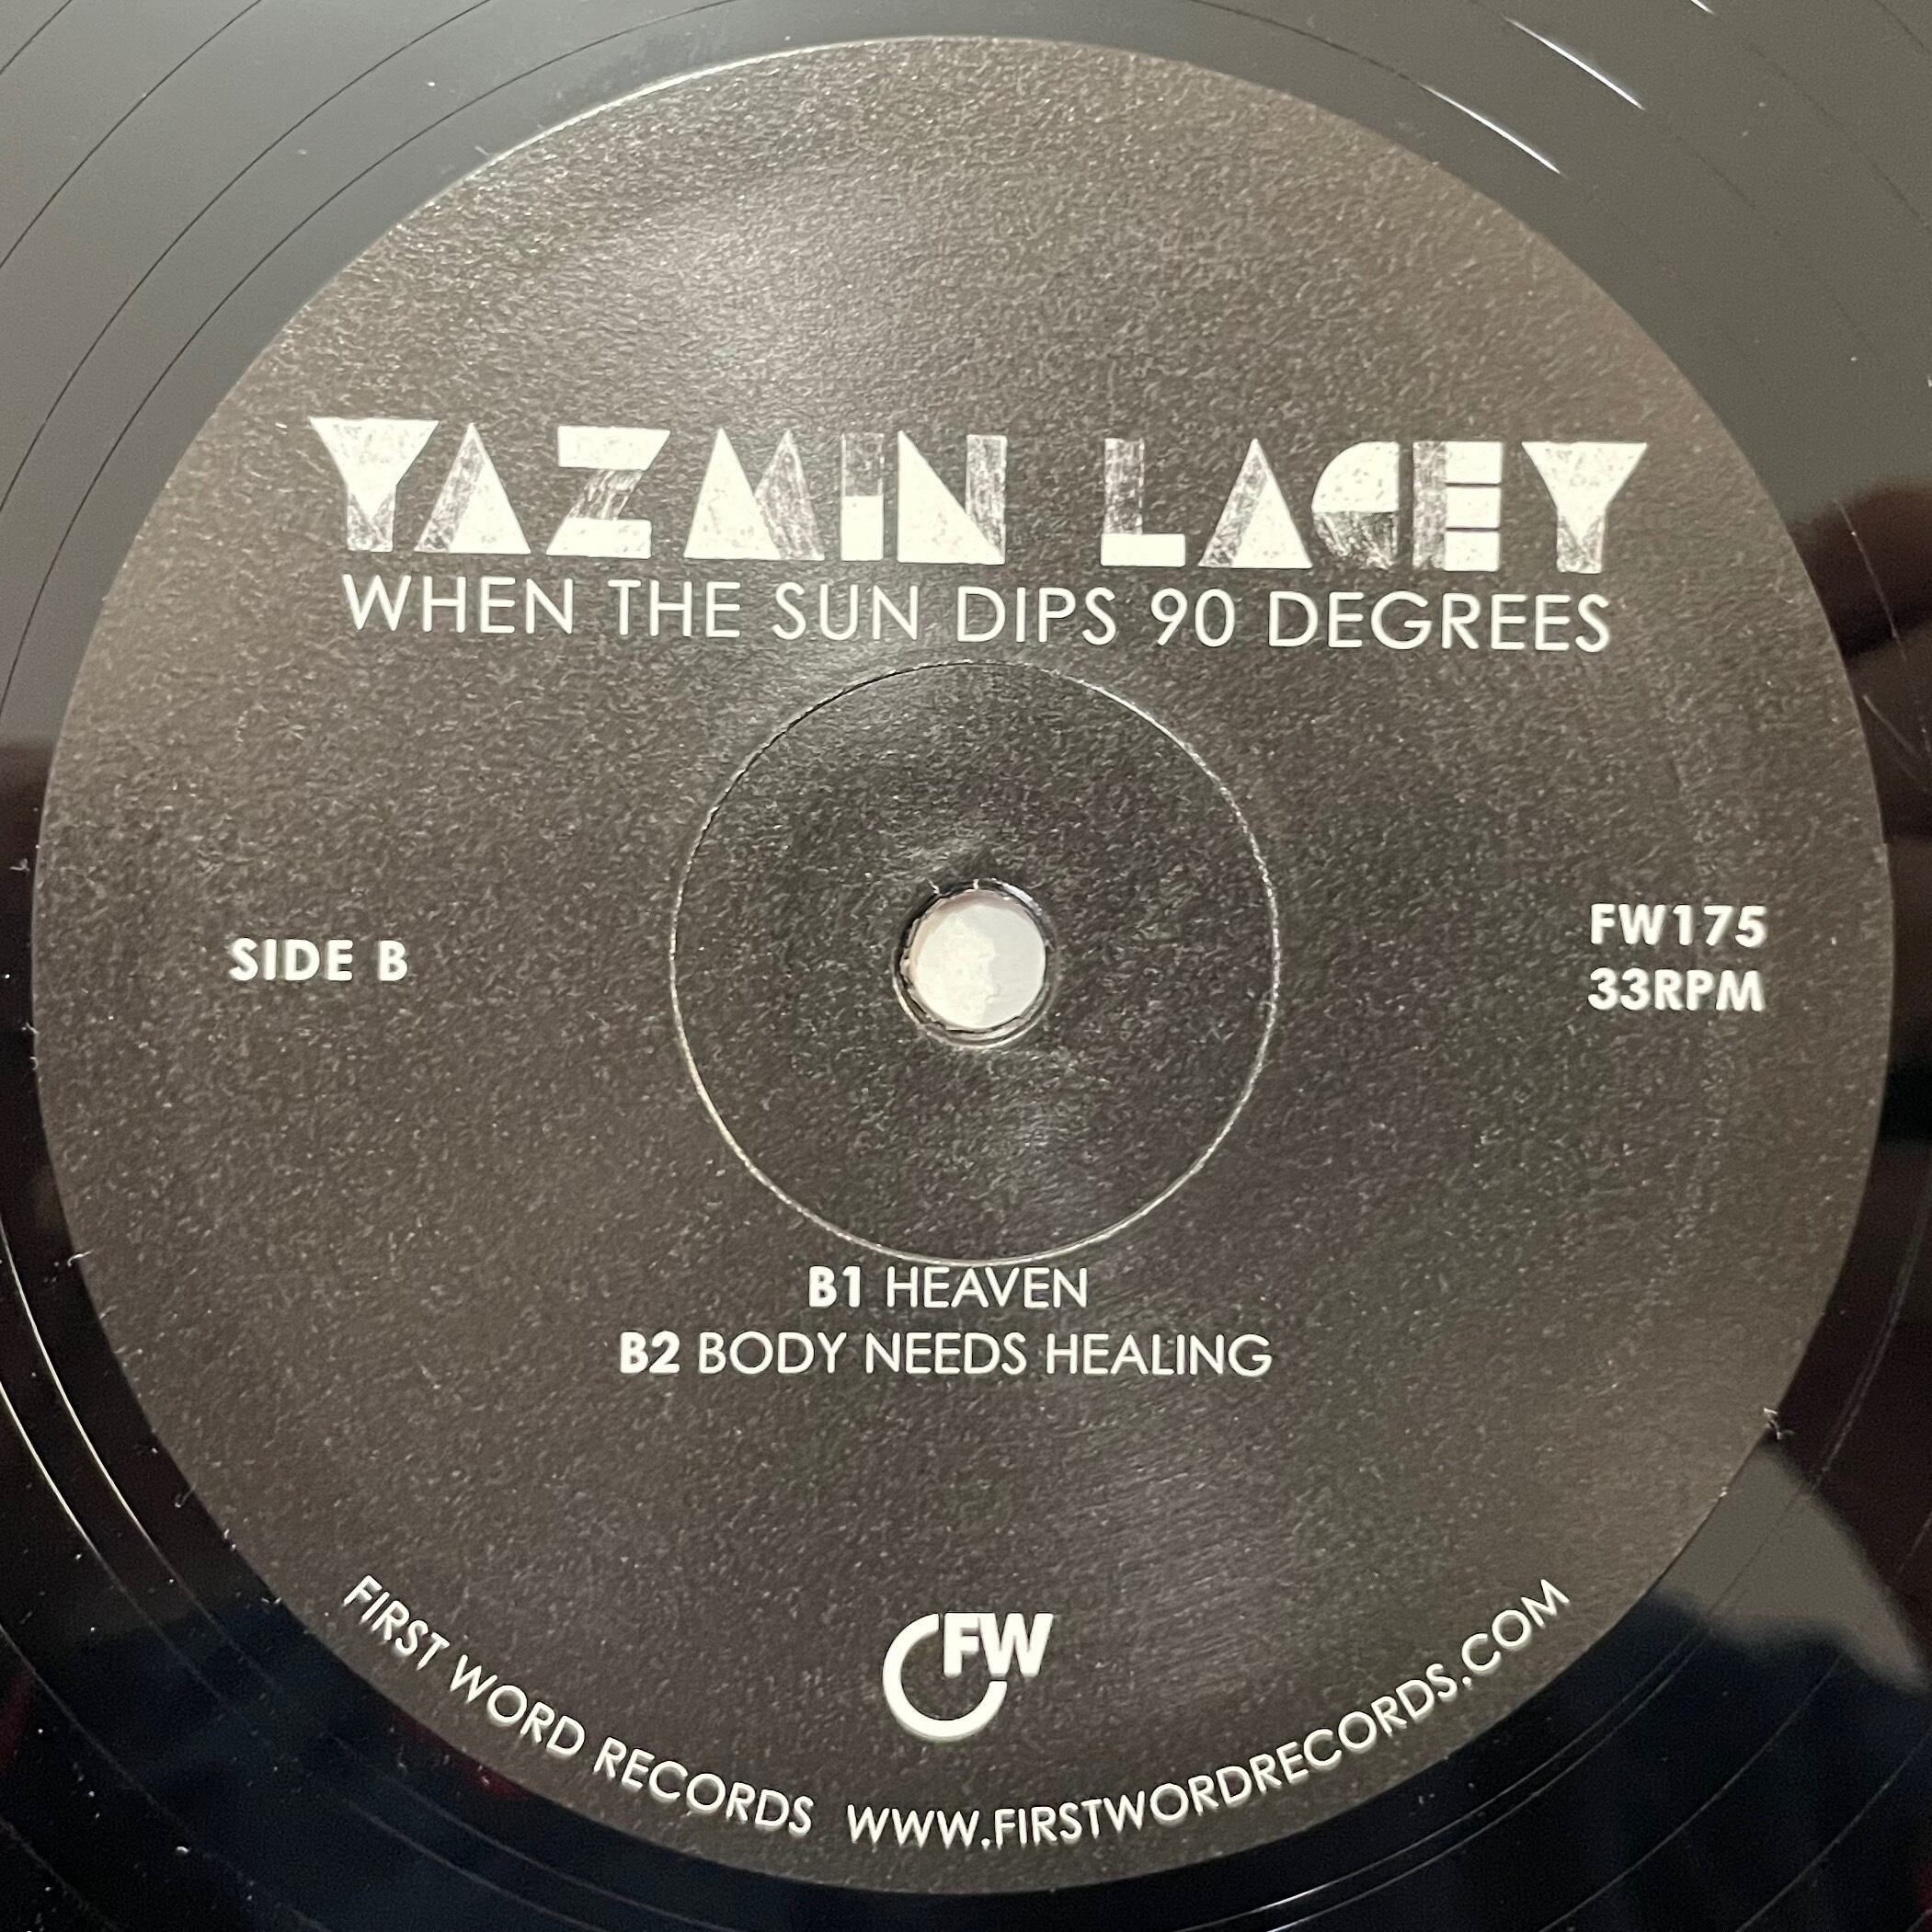 YAZMIN LACEY
WHEN THE SUN DIPS 90 DEGREES
SIDE B
FW175
33RPM
B1 HEAVEN
B2 BODY NEEDS HEALING
FW
FIRST WORD RECORDS WWW.FIRSTWORDRECORDS.COM